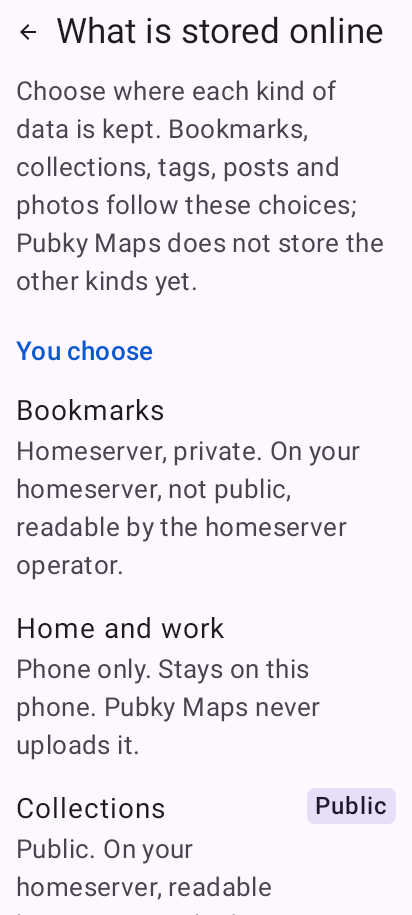 What is stored online
Choose where each kind of
data is kept. Bookmarks,
collections, tags, posts and
photos follow these choices;
Pubky Maps does not store the
other kinds yet.
You choose
Bookmarks
Homeserver, private. On your
homeserver, not public,
readable by the homeserver
operator.
Home and work
Phone only. Stays on this
phone. Pubky Maps never
uploads it.
Collections
Public
Public. On your
homeserver, readable